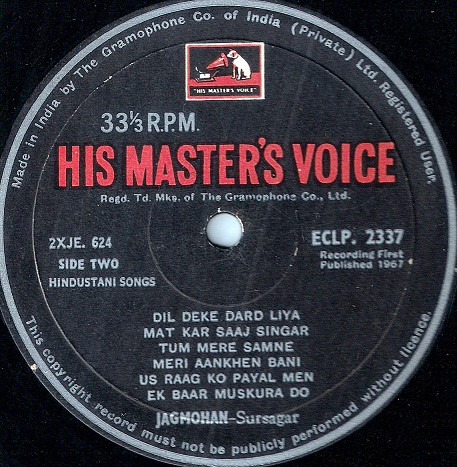 Made in India by The Gramophone Co. of India (Private) Ltd. Registered User.
"HIS MASTER'S VOICE"
33⅓ R.P.M.
HIS MASTER'S VOICE
Regd. Td. Mks. of The Gramophone Co., Ltd.
2XJE. 624
ECLP. 2337
SIDE TWO
Recording First
Published 1967
HINDUSTANI SONGS
DIL DEKE DARD LIYA
MAT KAR SAAJ SINGAR
TUM MERE SAMNE
MERI AANKHEN BANI
US RAAG KO PAYAL MEN
EK BAAR MUSKURA DO
JAGMOHAN-Sursagar
This copyright record must not be publicly performed without licence.